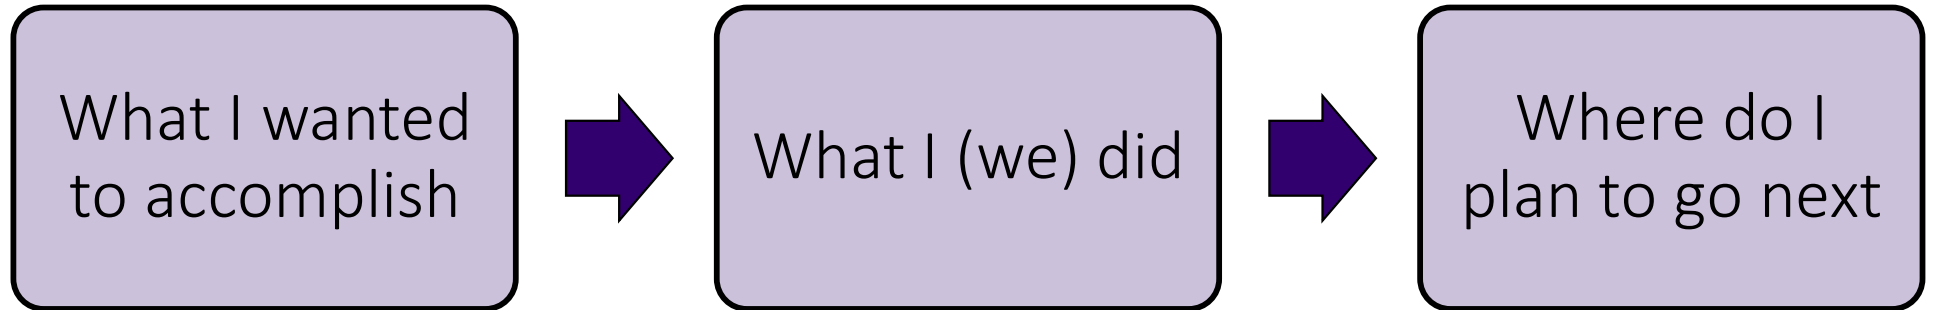 What I wanted
to accomplish
What I (we) did
Where do I
plan to go next